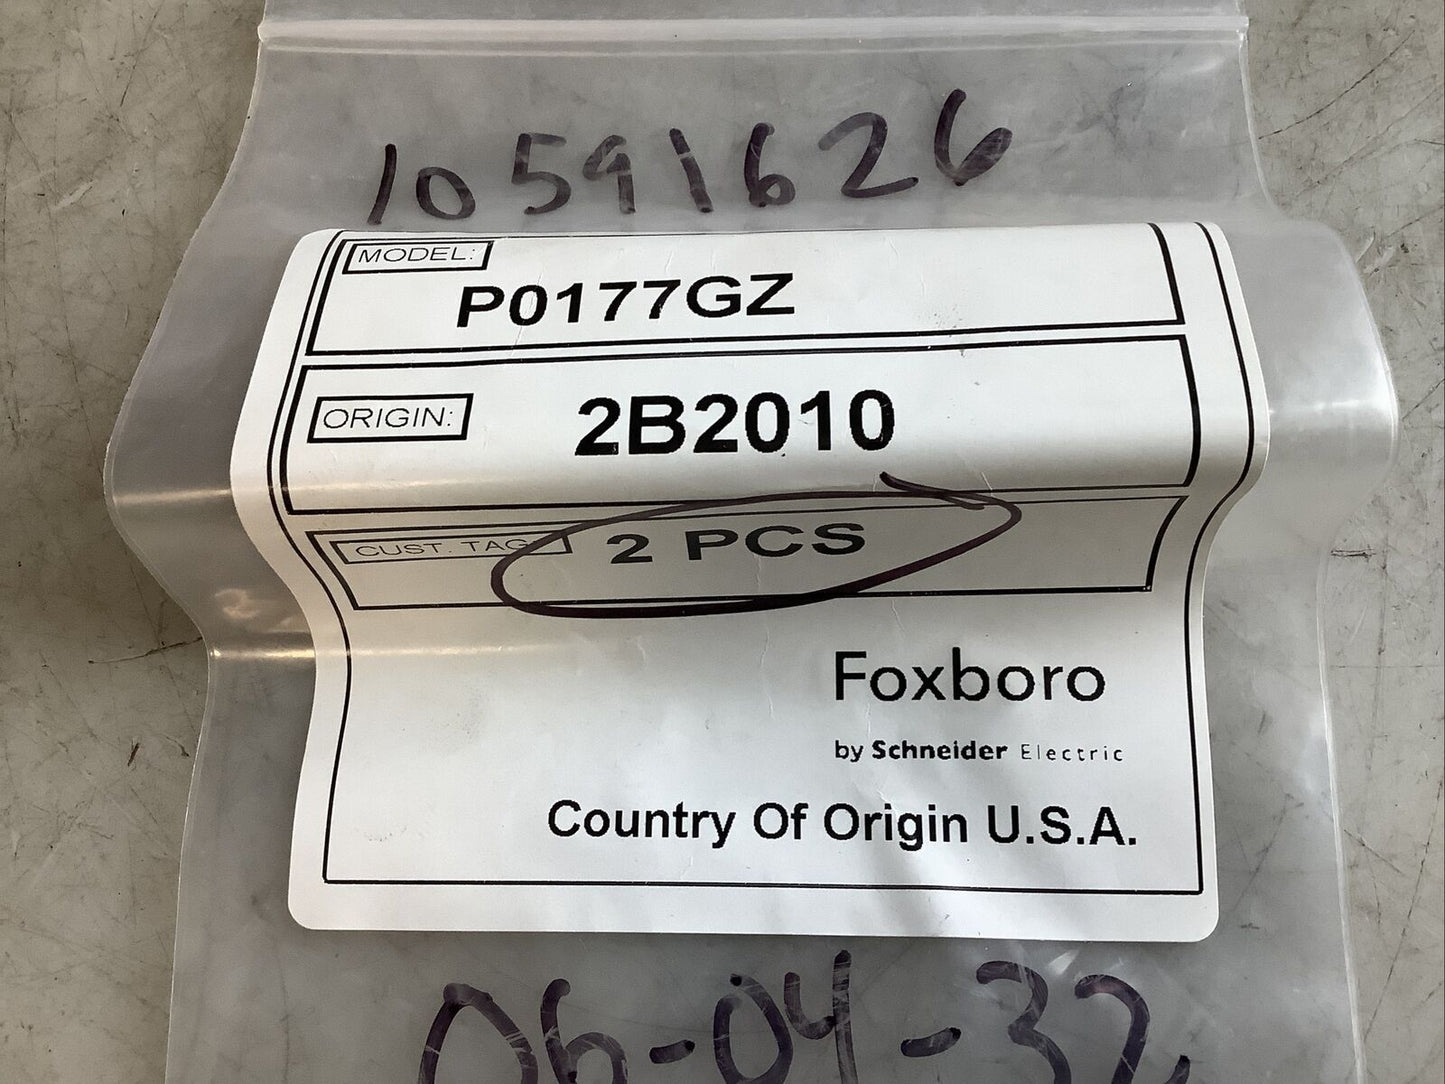 10591626
MODEL:
P0177GZ
ORIGIN:
2B2010
CUST. TAG
2 PCS
Foxboro
by Schneider Electric
Country Of Origin U.S.A.
06-04-32